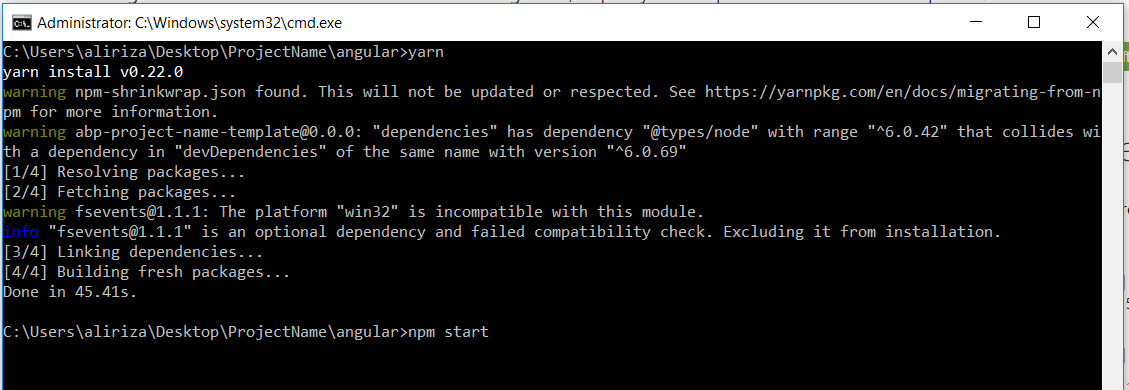 Administrator: C:\Windows\system32\cmd.exe
C:\Users\aliriza\Desktop\ProjectName\angular>yarn
yarn install v0.22.0
warning npm-shrinkwrap.json found. This will not be updated or respected. See https://yarnpkg.com/en/docs/migrating-from-n
pm for more information.
warning abp-project-name-template@0.0.0: "dependencies" has dependency "@types/node" with range "^6.0.42" that collides wi
th a dependency in "devDependencies" of the same name with version "^6.0.69"
[1/4] Resolving packages...
[2/4] Fetching packages...
warning fsevents@1.1.1: The platform "win32" is incompatible with this module.
info "fsevents@1.1.1" is an optional dependency and failed compatibility check. Excluding it from installation.
[3/4] Linking dependencies...
[4/4] Building fresh packages...
Done in 45.41s.
C:\Users\aliriza\Desktop\ProjectName\angular>npm start